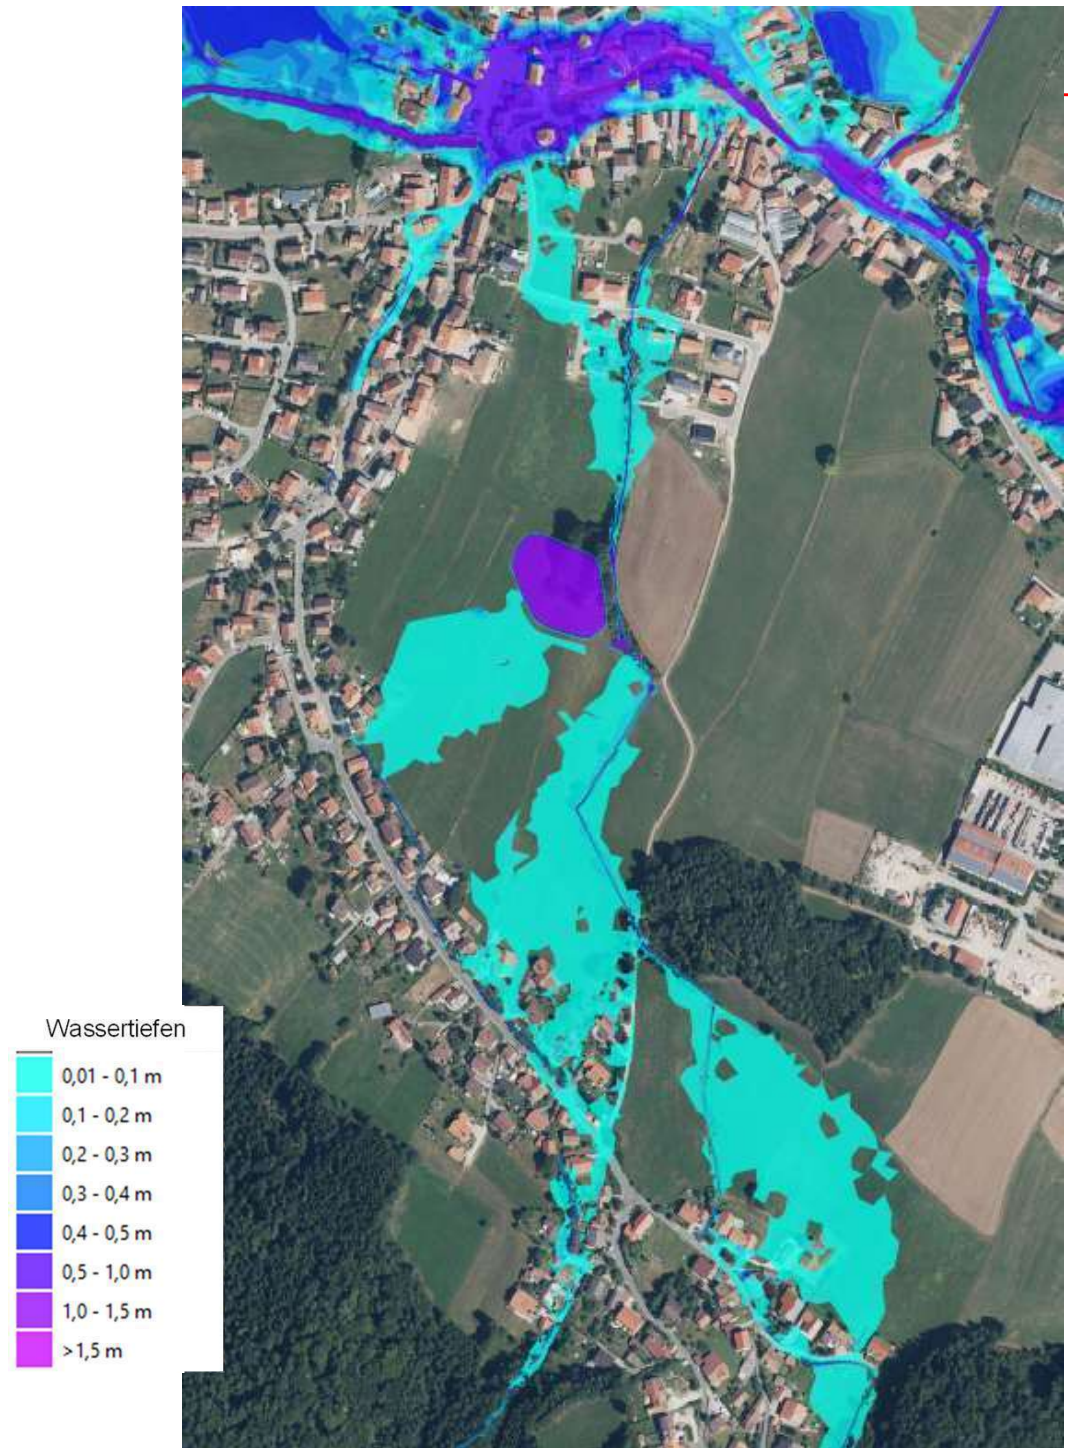 Wassertiefen
0,01 - 0,1 m
0,1 - 0,2 m
0,2 - 0,3 m
0,3 - 0,4 m
0,4 - 0,5 m
0,5 - 1,0 m
1,0 - 1,5 m
>1,5 m